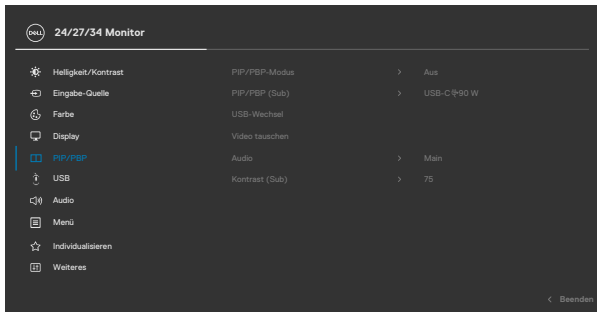 DELL
24/27/34 Monitor
Helligkeit/Kontrast PIP/PBP-Modus > Aus
Eingabe-Quelle PIP/PBP (Sub) > USB-C 90 W
Farbe USB-Wechsel
Display Video tauschen
PIP/PBP Audio > Main
USB Kontrast (Sub) > 75
Audio
Menü
Individualisieren
Weiteres
< Beenden